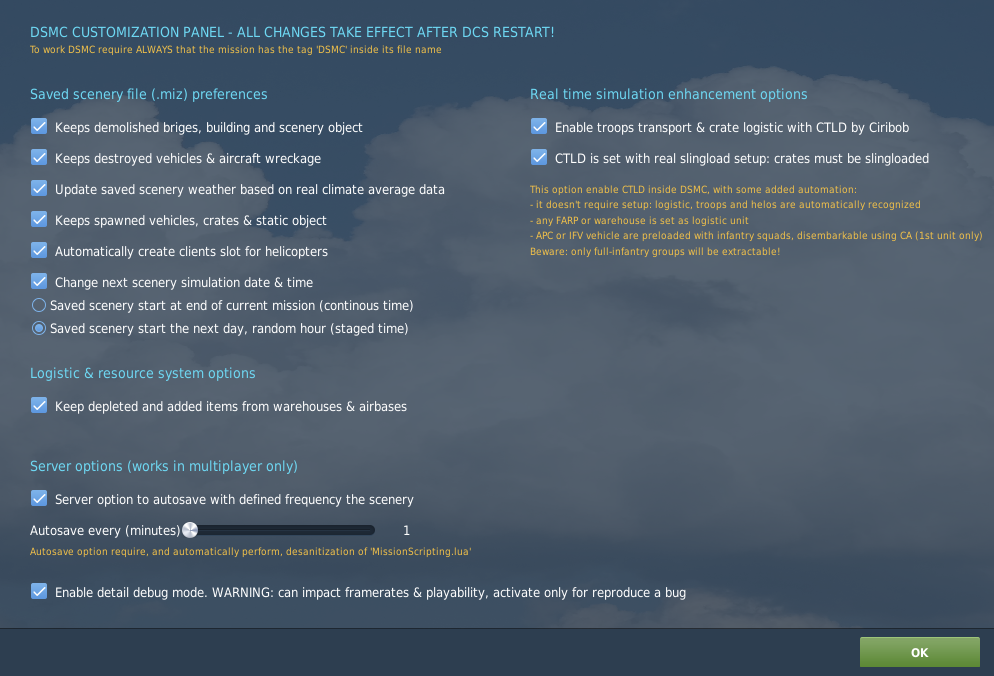 DSMC CUSTOMIZATION PANEL - ALL CHANGES TAKE EFFECT AFTER DCS RESTART!
To work DSMC require ALWAYS that the mission has the tag 'DSMC' inside its file name
Saved scenery file (.miz) preferences
Keeps demolished briges, building and scenery object
Keeps destroyed vehicles & aircraft wreckage
Update saved scenery weather based on real climate average data
Keeps spawned vehicles, crates & static object
Automatically create clients slot for helicopters
Change next scenery simulation date & time
Saved scenery start at end of current mission (continous time)
Saved scenery start the next day, random hour (staged time)
Logistic & resource system options
Keep depleted and added items from warehouses & airbases
Server options (works in multiplayer only)
Server option to autosave with defined frequency the scenery
Autosave every (minutes) 1
Autosave option require, and automatically perform, desanitization of 'MissionScripting.lua'
Enable detail debug mode. WARNING: can impact framerates & playability, activate only for reproduce a bug
Real time simulation enhancement options
Enable troops transport & crate logistic with CTLD by Ciribob
CTLD is set with real slingload setup: crates must be slingloaded
This option enable CTLD inside DSMC, with some added automation:
- it doesn't require setup: logistic, troops and helos are automatically recognized
- any FARP or warehouse is set as logistic unit
- APC or IFV vehicle are preloaded with infantry squads, disembarkable using CA (1st unit only)
Beware: only full-infantry groups will be extractable!
OK